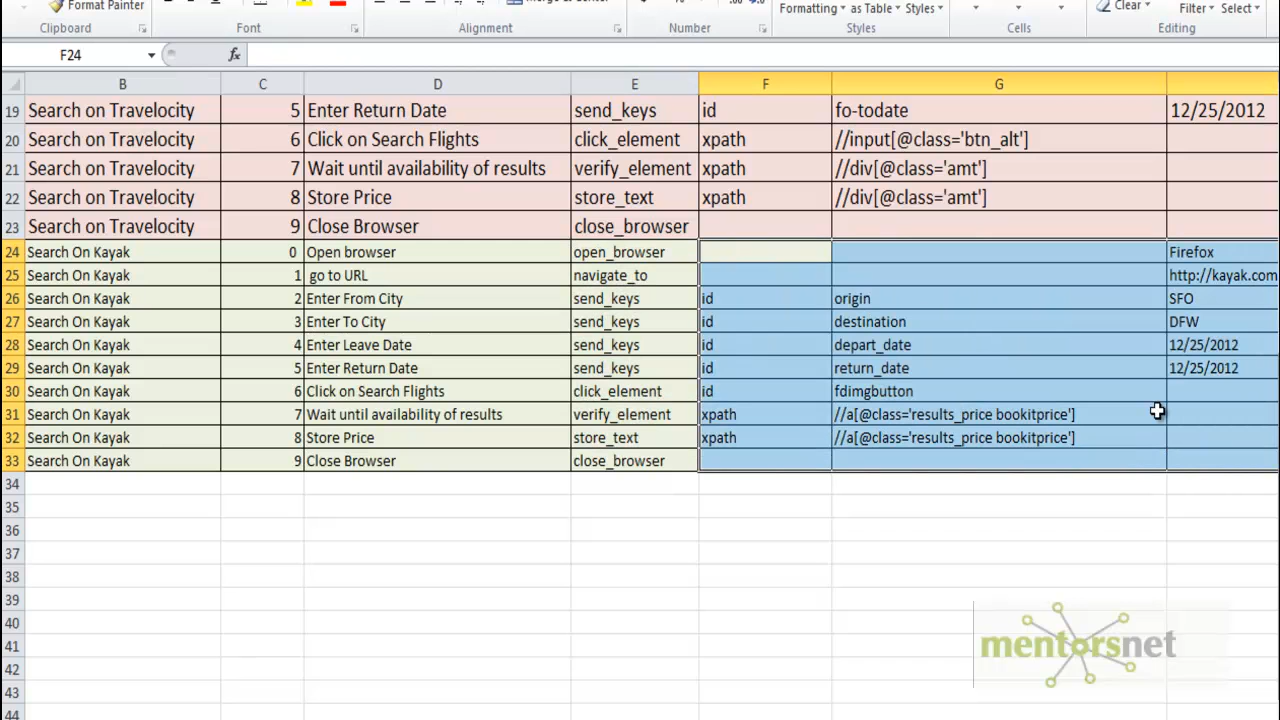 Format Painter
Formatting as Table Styles
Clear
Filter Select
Clipboard Font Alignment Number Styles Cells Editing
F24 fx
B C D E F G
19 Search on Travelocity 5 Enter Return Date send_keys id fo-todate 12/25/2012
20 Search on Travelocity 6 Click on Search Flights click_element xpath //input[@class='btn_alt']
21 Search on Travelocity 7 Wait until availability of results verify_element xpath //div[@class='amt']
22 Search on Travelocity 8 Store Price store_text xpath //div[@class='amt']
23 Search on Travelocity 9 Close Browser close_browser
24 Search On Kayak 0 Open browser open_browser Firefox
25 Search On Kayak 1 go to URL navigate_to http://kayak.com
26 Search On Kayak 2 Enter From City send_keys id origin SFO
27 Search On Kayak 3 Enter To City send_keys id destination DFW
28 Search On Kayak 4 Enter Leave Date send_keys id depart_date 12/25/2012
29 Search On Kayak 5 Enter Return Date send_keys id return_date 12/25/2012
30 Search On Kayak 6 Click on Search Flights click_element id fdimgbutton
31 Search On Kayak 7 Wait until availability of results verify_element xpath //a[@class='results_price bookitprice']
32 Search On Kayak 8 Store Price store_text xpath //a[@class='results_price bookitprice']
33 Search On Kayak 9 Close Browser close_browser
34
35
36
37
38
39
40
41
42
43
44
mentorsnet